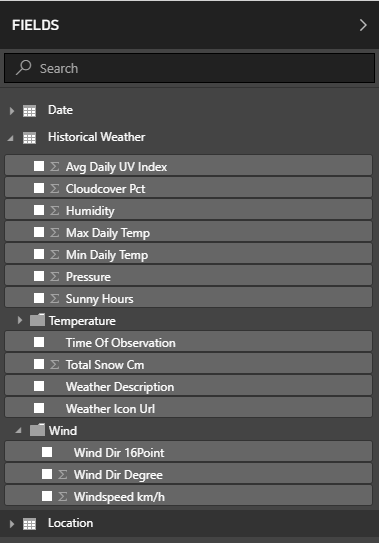 FIELDS
Search
Date
Historical Weather
Σ Avg Daily UV Index
Σ Cloudcover Pct
Σ Humidity
Σ Max Daily Temp
Σ Min Daily Temp
Σ Pressure
Σ Sunny Hours
Temperature
Time Of Observation
Σ Total Snow Cm
Weather Description
Weather Icon Url
Wind
Wind Dir 16Point
Σ Wind Dir Degree
Σ Windspeed km/h
Location